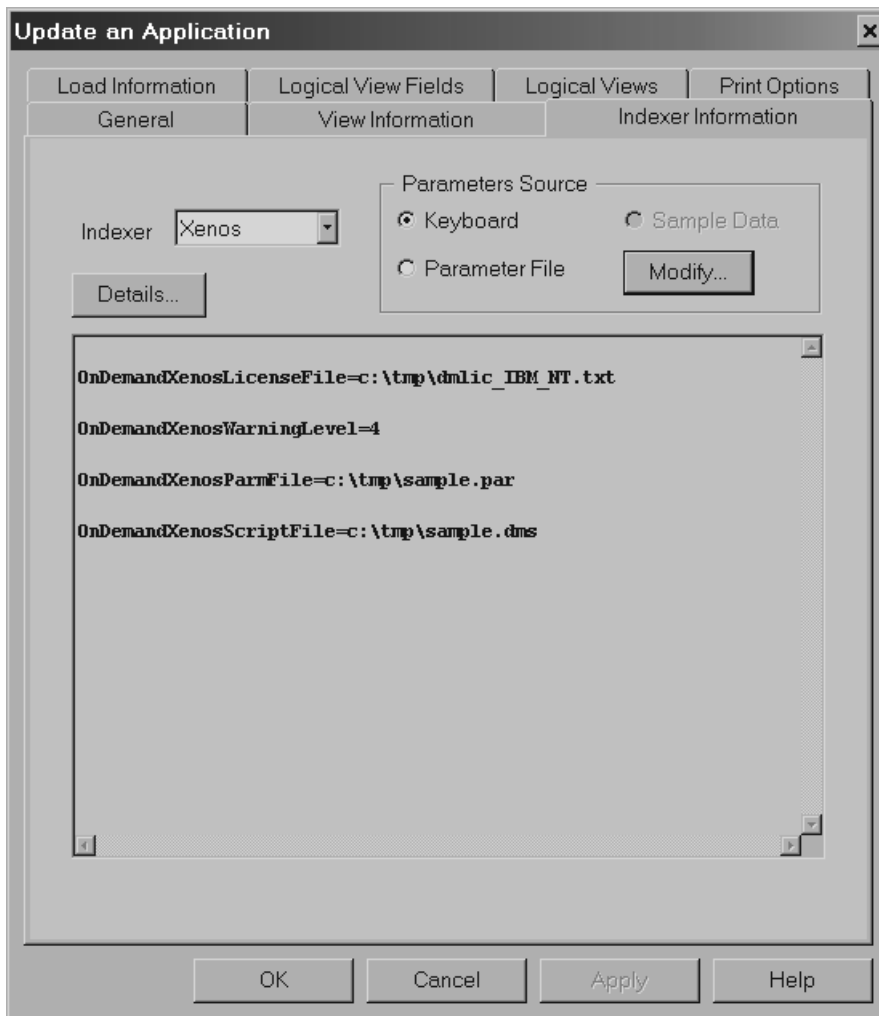 Update an Application
Load Information Logical View Fields Logical Views Print Options
General View Information Indexer Information
Parameters Source
Indexer Xenos Keyboard Sample Data
Parameter File Modify...
Details...
OnDemandXenosLicenseFile=c:\tmp\dmlic_IBM_NT.txt
OnDemandXenosWarningLevel=4
OnDemandXenosParmFile=c:\tmp\sample.par
OnDemandXenosScriptFile=c:\tmp\sample.dms
OK Cancel Apply Help